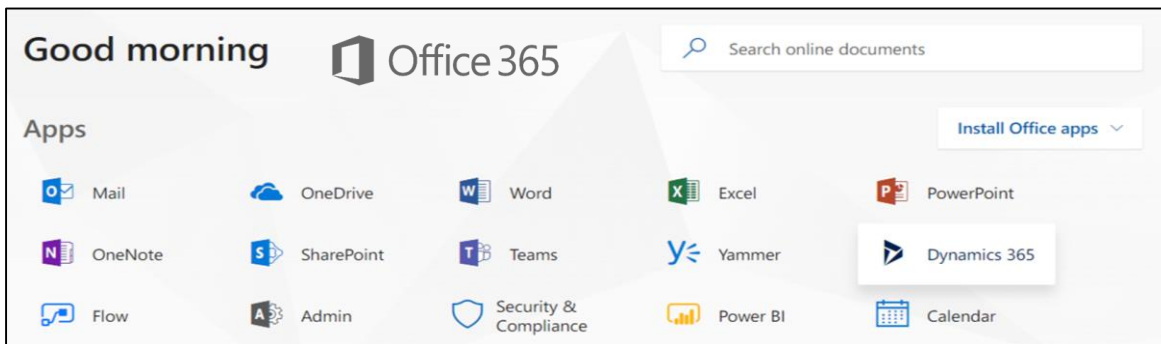 Good morning
Office 365
Search online documents
Apps
Install Office apps
Mail
OneDrive
Word
Excel
PowerPoint
OneNote
SharePoint
Teams
Yammer
Dynamics 365
Flow
Admin
Security &
Compliance
Power BI
Calendar